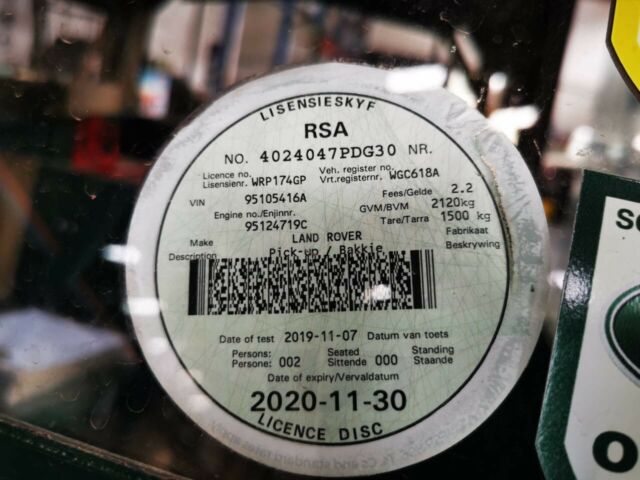 LISENSIESKYF
RSA
NO. 4024047PDG30 NR.
Licence no. Veh. register no.
Lisensienr. WRP174GP Vrt.registernr. WGC618A
VIN 95105416A Fees/Gelde 2.2
Engine no./Enjinnr. GVM/BVM 2120kg
95124719C Tare/Tarra 1500 kg
Make LAND ROVER Fabrikaat
Description Pick-up / Bakkie Beskrywing
Date of test 2019-11-07 Datum van toets
Persons: Seated Standing
Persone: 002 Sittende 000 Staande
Date of expiry/Vervaldatum
2020-11-30
LICENCE DISC